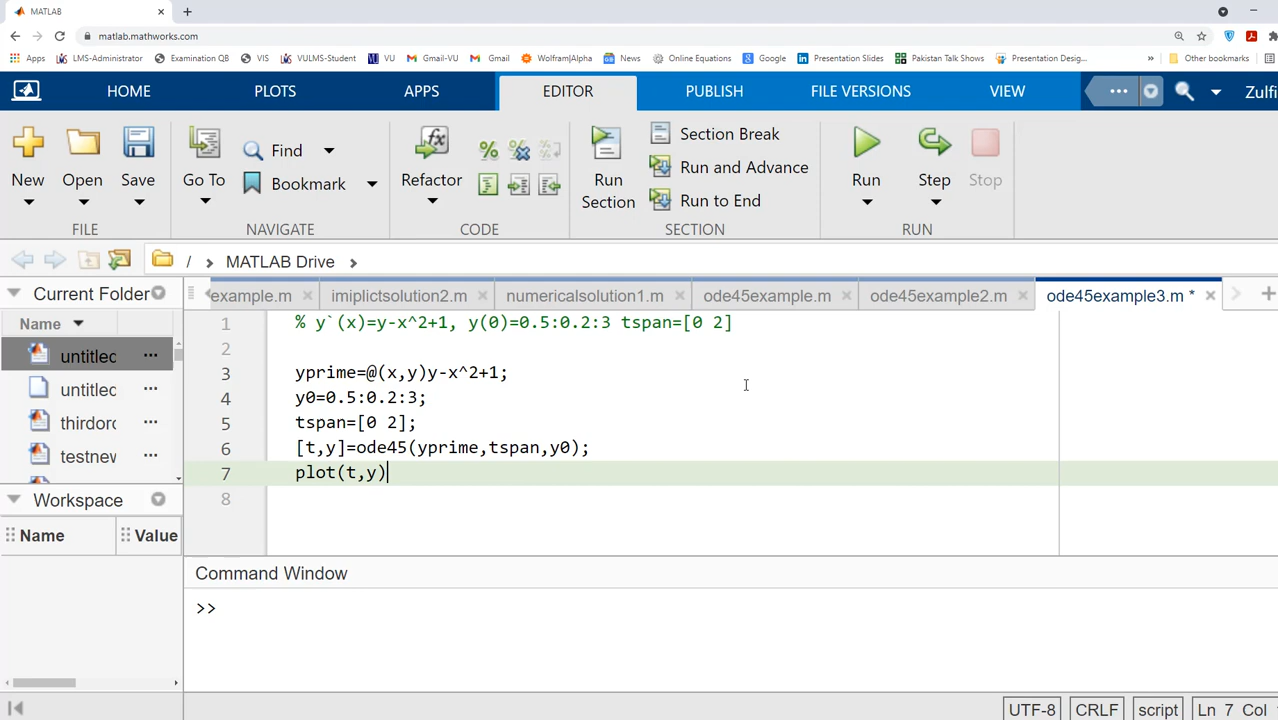 MATLAB
matlab.mathworks.com
Apps LMS-Administrator Examination QB VIS VULMS-Student VU Gmail-VU Gmail Wolfram|Alpha News Online Equations Google Presentation Slides Pakistan Talk Shows Presentation Desig... » Other bookmarks
HOME PLOTS APPS EDITOR PUBLISH FILE VERSIONS VIEW ••• Zulfi
New Open Save Go To Find Bookmark Refactor Run Section Section Break Run and Advance Run to End Run Step Stop
FILE NAVIGATE CODE SECTION RUN
/ MATLAB Drive
Current Folder
example.m imiplictsolution2.m numericalsolution1.m ode45example.m ode45example2.m ode45example3.m *
Name
untitled •••
untitled •••
thirdord •••
testnew •••
1 % y`(x)=y-x^2+1, y(0)=0.5:0.2:3 tspan=[0 2]
2
3 yprime=@(x,y)y-x^2+1;
4 y0=0.5:0.2:3;
5 tspan=[0 2];
6 [t,y]=ode45(yprime,tspan,y0);
7 plot(t,y)
8
Workspace
Name Value
Command Window
>>
UTF-8 CRLF script Ln 7 Col